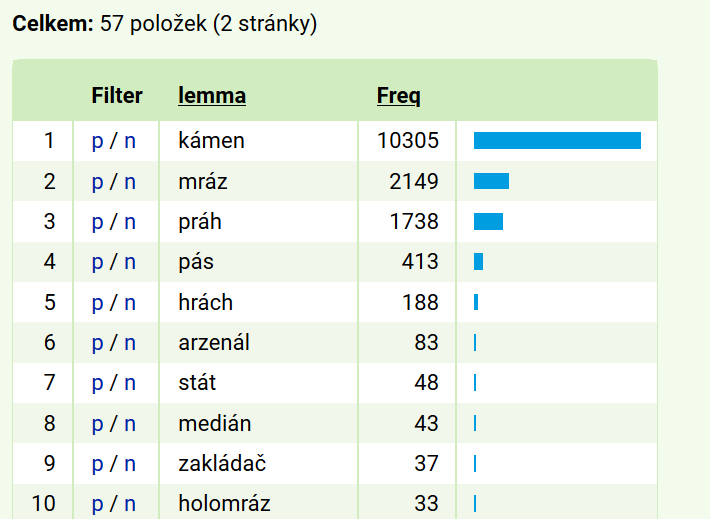 Celkem: 57 položek (2 stránky)
Filter lemma Freq
1 p / n kámen 10305
2 p / n mráz 2149
3 p / n práh 1738
4 p / n pás 413
5 p / n hrách 188
6 p / n arzenál 83
7 p / n stát 48
8 p / n medián 43
9 p / n zakládač 37
10 p / n holomráz 33